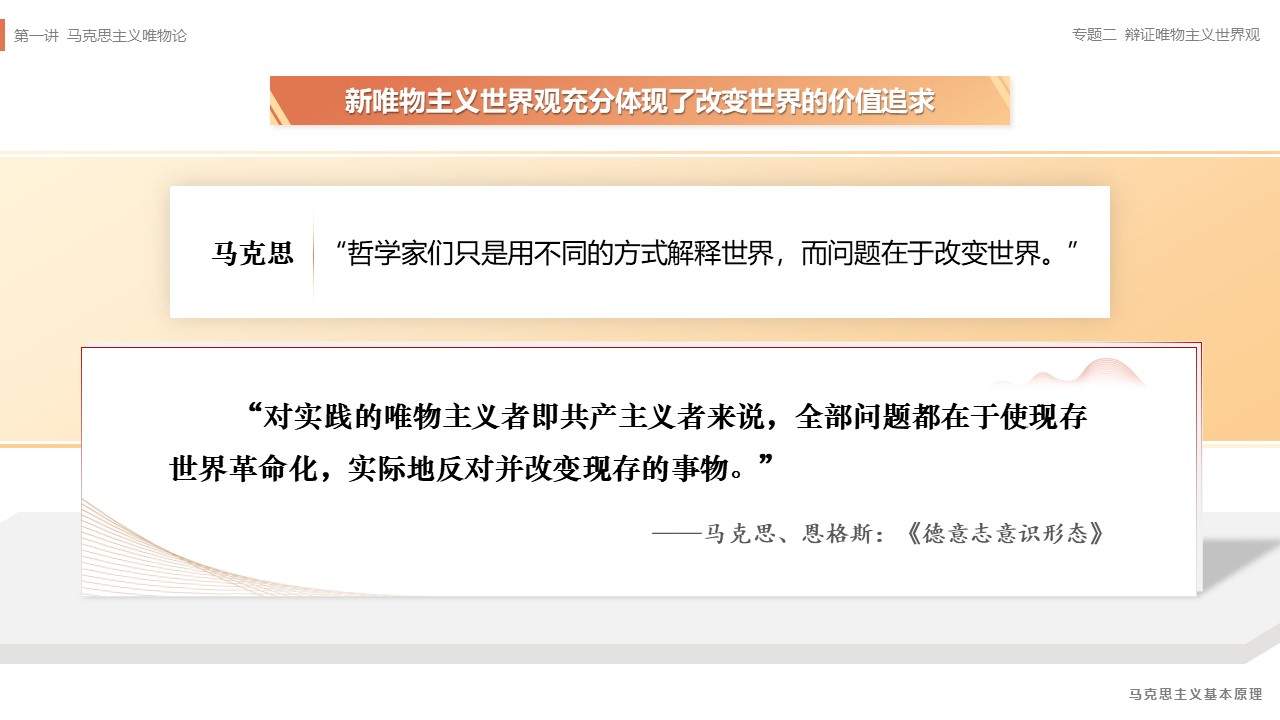 第一讲 马克思主义唯物论
专题二 辩证唯物主义世界观
新唯物主义世界观充分体现了改变世界的价值追求
马克思
“哲学家们只是用不同的方式解释世界，而问题在于改变世界。”
“对实践的唯物主义者即共产主义者来说，全部问题都在于使现存
世界革命化，实际地反对并改变现存的事物。”
——马克思、恩格斯：《德意志意识形态》
马克思主义基本原理